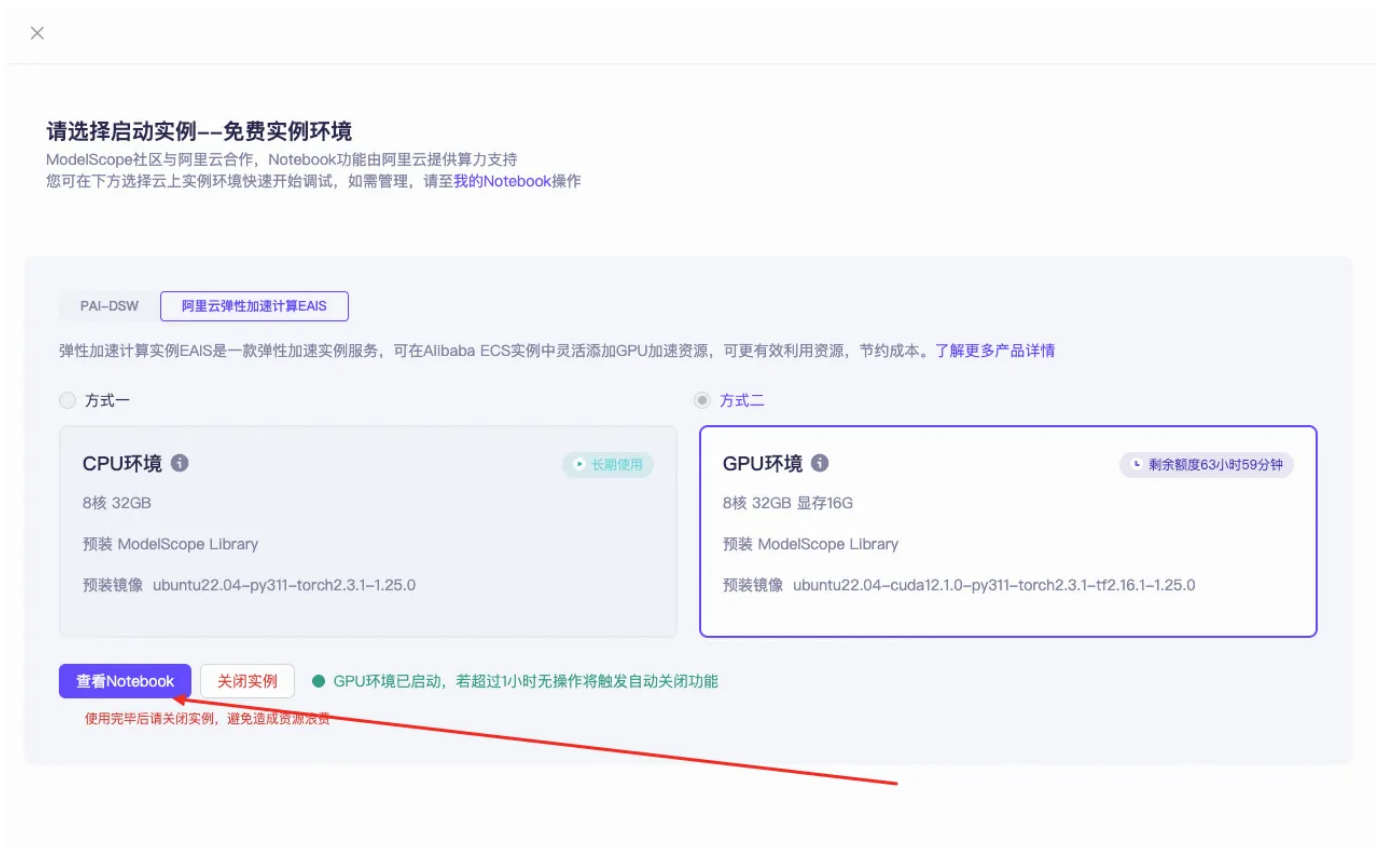 请选择启动实例--免费实例环境
ModelScope社区与阿里云合作，Notebook功能由阿里云提供算力支持
您可在下方选择云上实例环境快速开始调试，如需管理，请至我的Notebook操作
PAI-DSW 阿里云弹性加速计算EAIS
弹性加速计算实例EAIS是一款弹性加速实例服务，可在Alibaba ECS实例中灵活添加GPU加速资源，可更有效利用资源，节约成本。了解更多产品详情
方式一
CPU环境 长期使用
8核 32GB
预装 ModelScope Library
预装镜像 ubuntu22.04-py311-torch2.3.1-1.25.0
方式二
GPU环境 剩余额度63小时59分钟
8核 32GB 显存16G
预装 ModelScope Library
预装镜像 ubuntu22.04-cuda12.1.0-py311-torch2.3.1-tf2.16.1-1.25.0
查看Notebook 关闭实例 GPU环境已启动，若超过1小时无操作将触发自动关闭功能
使用完毕后请关闭实例，避免造成资源浪费